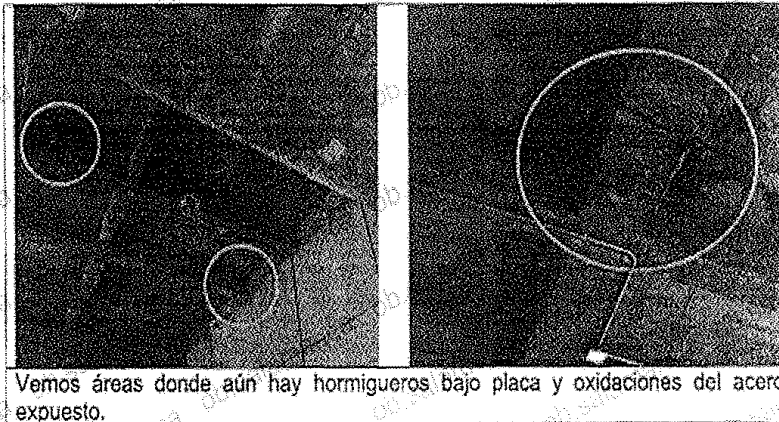 Vemos áreas donde aún hay hormigueros bajo placa y oxidaciones del acero
expuesto.